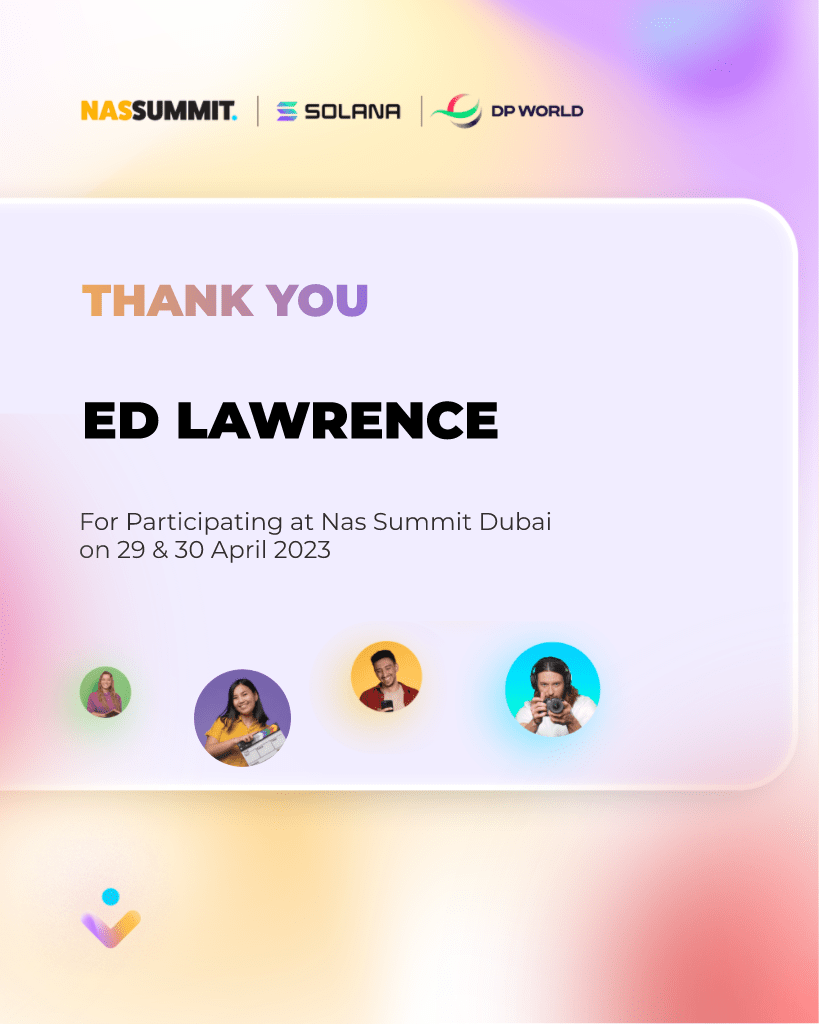 NASSUMMIT. | SOLANA | DP WORLD
THANK YOU
ED LAWRENCE
For Participating at Nas Summit Dubai
on 29 & 30 April 2023